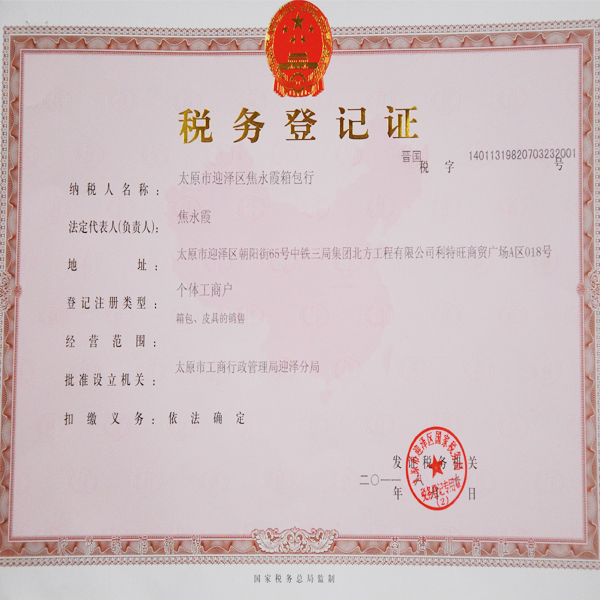 税务登记证
晋国税字 14011319820703232001 号
纳税人名称: 太原市迎泽区焦永霞箱包行
法定代表人(负责人): 焦永霞
地址: 太原市迎泽区朝阳街65号中铁三局集团北方工程有限公司利特旺商贸广场A区018号
登记注册类型: 个体工商户
经营范围: 箱包、皮具的销售
批准设立机关: 太原市工商行政管理局迎泽分局
扣缴义务: 依法确定
发证税务机关
二〇一一年 日
国家税务总局监制